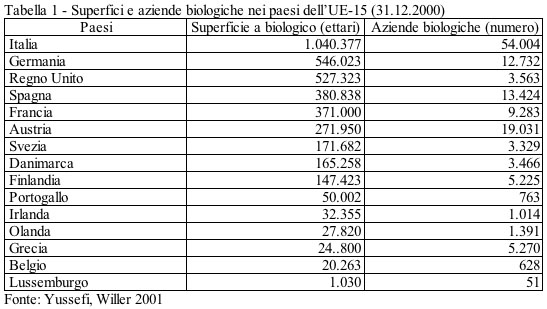 Tabella 1 - Superfici e aziende biologiche nei paesi dell'UE-15 (31.12.2000)
Paesi Superficie a biologico (ettari) Aziende biologiche (numero)
Italia 1.040.377 54.004
Germania 546.023 12.732
Regno Unito 527.323 3.563
Spagna 380.838 13.424
Francia 371.000 9.283
Austria 271.950 19.031
Svezia 171.682 3.329
Danimarca 165.258 3.466
Finlandia 147.423 5.225
Portogallo 50.002 763
Irlanda 32.355 1.014
Olanda 27.820 1.391
Grecia 24..800 5.270
Belgio 20.263 628
Lussemburgo 1.030 51
Fonte: Yussefi, Willer 2001